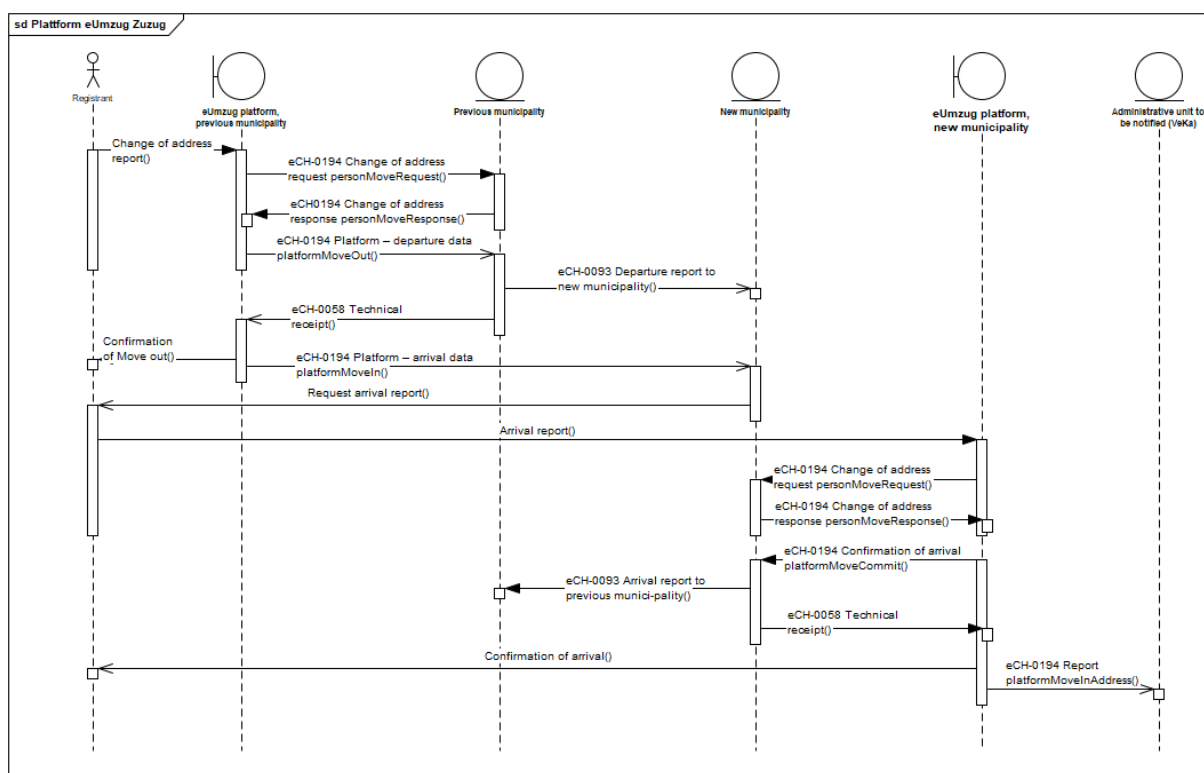 sd Plattform eUmzug Zuzug
Registrant
eUmzug platform,
previous municipality
Previous municipality
New municipality
eUmzug platform,
new municipality
Administrative unit to
be notified (VeKa)
Change of address
report()
eCH-0194 Change of address
request personMoveRequest()
eCH0194 Change of address
response personMoveResponse()
eCH-0194 Platform – departure data
platformMoveOut()
eCH-0093 Departure report to
new municipality()
eCH-0058 Technical
receipt()
Confirmation
of Move out()
eCH-0194 Platform – arrival data
platformMoveIn()
Request arrival report()
Arrival report()
eCH-0194 Change of address
request personMoveRequest()
eCH-0194 Change of address
response personMoveResponse()
eCH-0194 Confirmation of arrival
platformMoveCommit()
eCH-0093 Arrival report to
previous munici-pality()
eCH-0058 Technical
receipt()
Confirmation of arrival()
eCH-0194 Report
platformMoveInAddress()